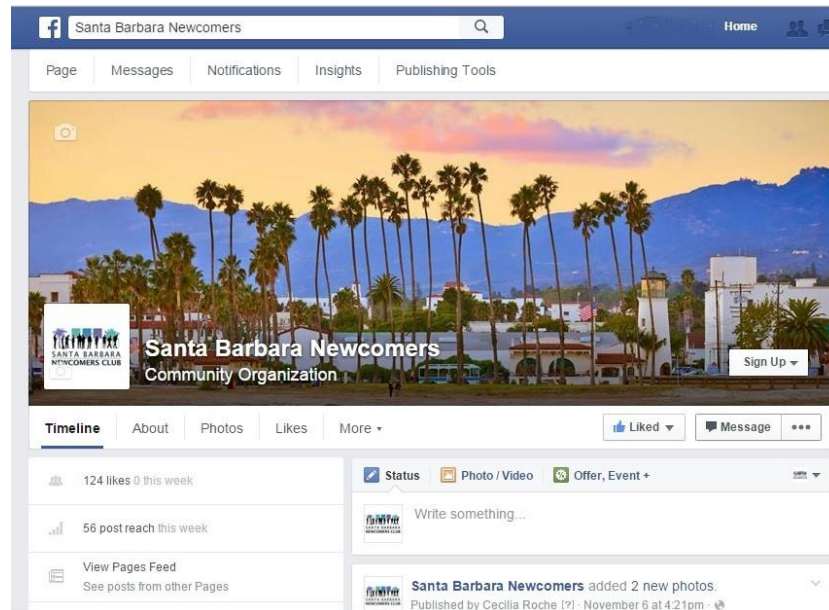 Santa Barbara Newcomers
Home
Page Messages Notifications Insights Publishing Tools
SANTA BARBARA
NEWCOMERS CLUB
Santa Barbara Newcomers
Community Organization
Sign Up
Timeline About Photos Likes More
Liked Message
124 likes 0 this week
56 post reach this week
View Pages Feed
See posts from other Pages
Status Photo / Video Offer, Event +
Write something...
Santa Barbara Newcomers added 2 new photos.
Published by Cecilia Roche [?] · November 6 at 4:21pm ·